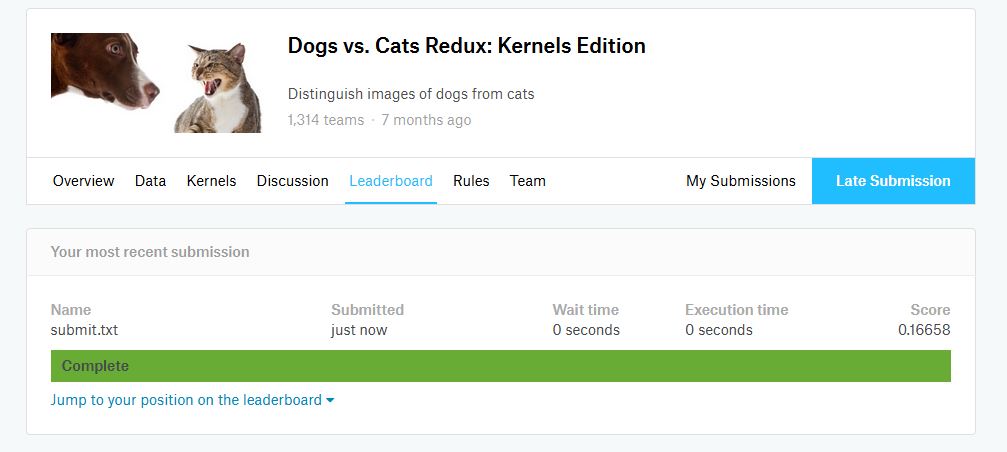 Dogs vs. Cats Redux: Kernels Edition
Distinguish images of dogs from cats
1,314 teams · 7 months ago
Overview Data Kernels Discussion Leaderboard Rules Team My Submissions Late Submission
Your most recent submission
Name Submitted Wait time Execution time Score
submit.txt just now 0 seconds 0 seconds 0.16658
Complete
Jump to your position on the leaderboard